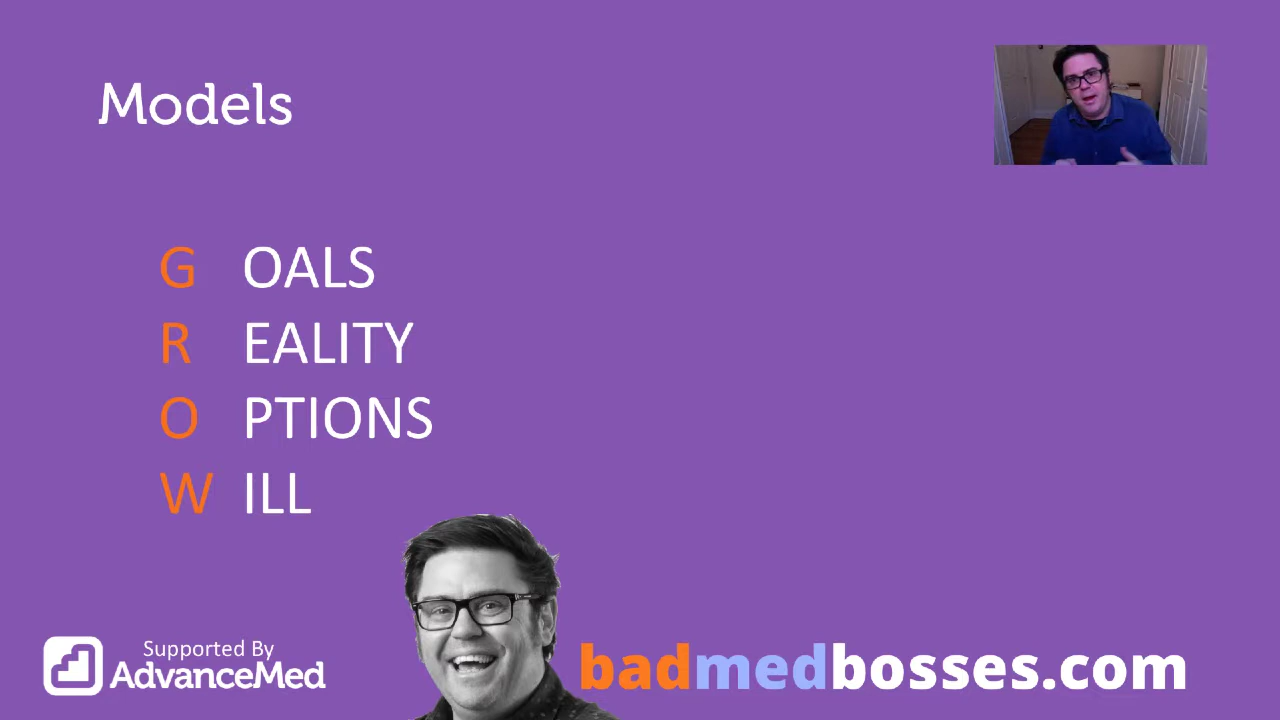 Models
G OALS
R EALITY
O PTIONS
W ILL
Supported By
AdvanceMed
badmedbosses.com